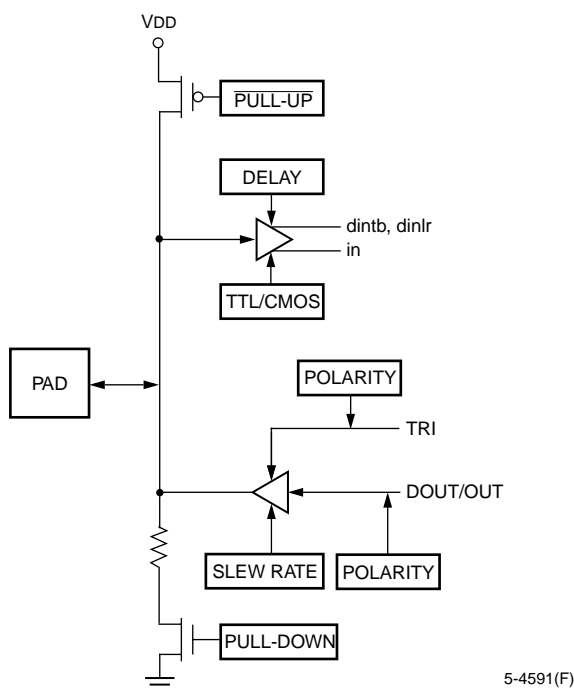 VDD
PULL-UP
DELAY
dintb, dinlr
in
TTL/CMOS
PAD
POLARITY
TRI
DOUT/OUT
SLEW RATE
POLARITY
PULL-DOWN
5-4591(F)